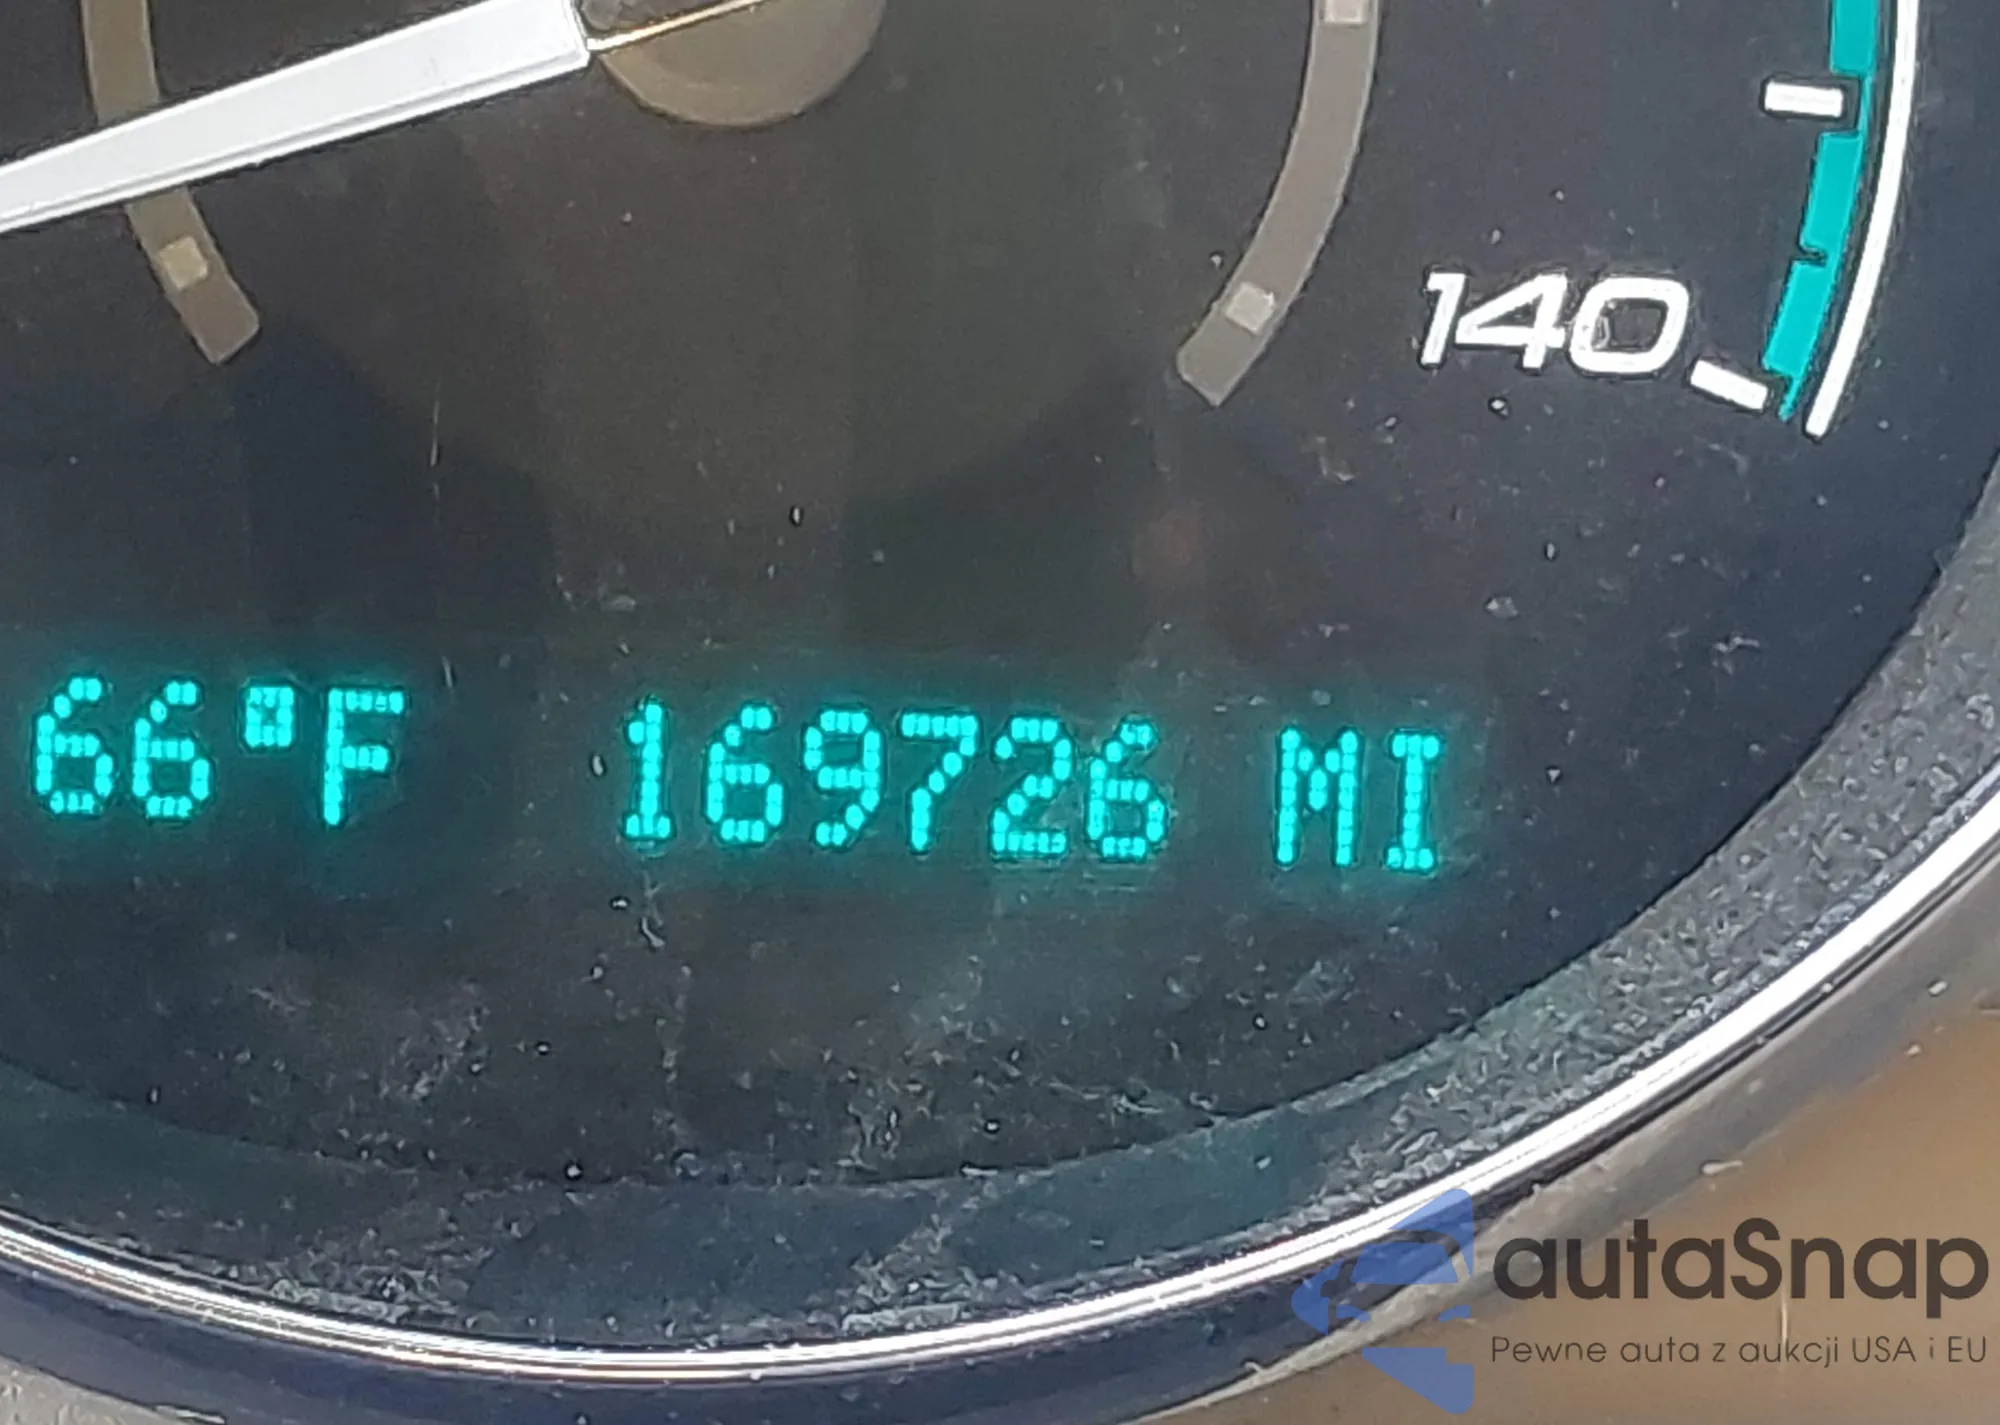 140
66°F 169726 MI
autaSnap
Pewne auta z aukcji USA i EU